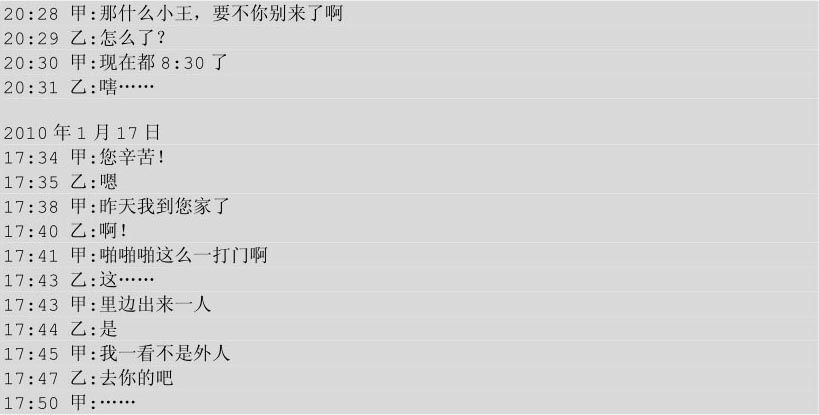 20:28 甲:那什么小王，要不你别来了啊
20:29 乙:怎么了?
20:30 甲:现在都 8:30 了
20:31 乙:嗐……
2010 年 1 月 17 日
17:34 甲:您辛苦!
17:35 乙:嗯
17:38 甲:昨天我到您家了
17:40 乙:啊!
17:41 甲:啪啪啪这么一打门啊
17:43 乙:这……
17:43 甲:里边出来一人
17:44 乙:是
17:45 甲:我一看不是外人
17:47 乙:去你的吧
17:50 甲:……